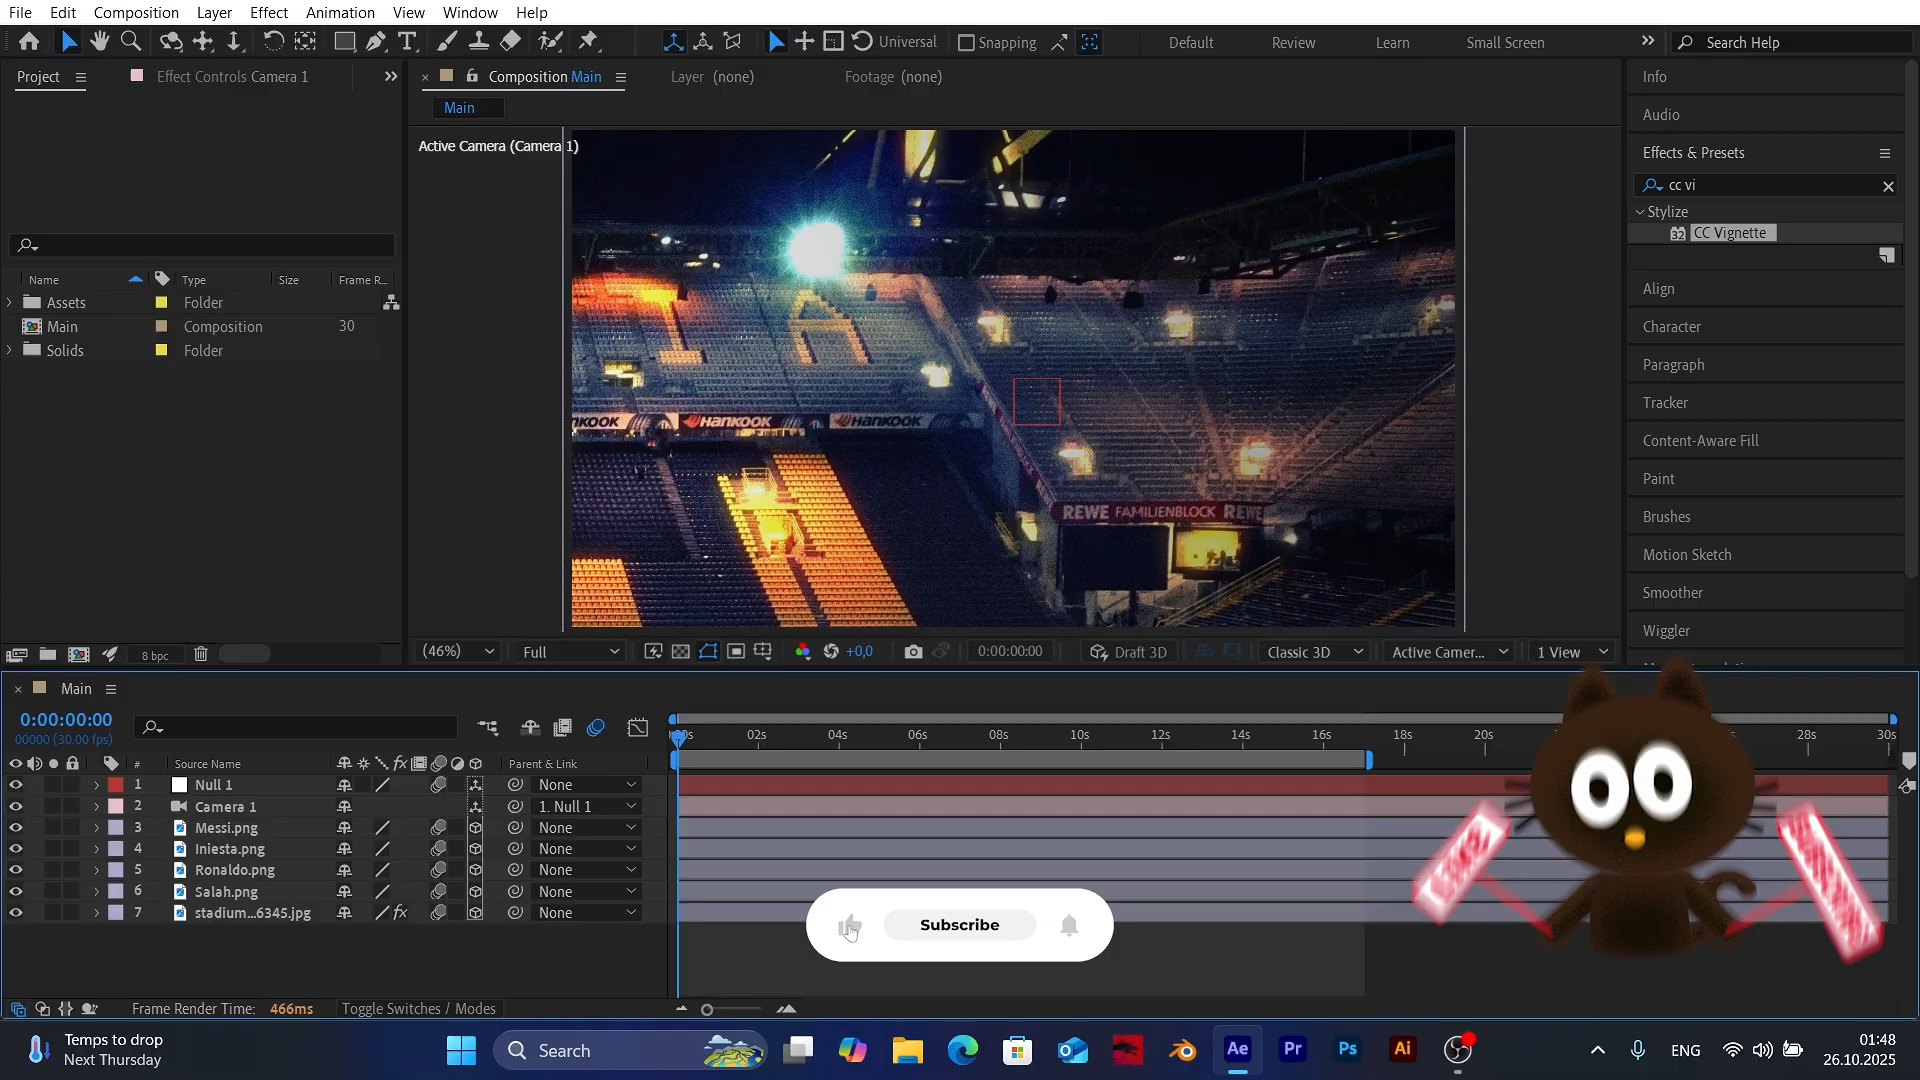 File Edit Composition Layer Effect Animation View Window Help
Universal Snapping Default Review Learn Small Screen Search Help
Project Effect Controls Camera 1
Composition Main Layer (none) Footage (none)
Main
Active Camera (Camera 1)
Name Type Size Frame R...
Assets Folder
Main Composition 30
Solids Folder
8 bpc
I A
HANKOOK HANKOOK
REWE FAMILIENBLOCK REWE
(46%) Full +0,0 0:00:00:00 Draft 3D Classic 3D Active Camer... 1 View
Info
Audio
Effects & Presets
cc vi
Stylize
32 CC Vignette
Align
Character
Paragraph
Tracker
Content-Aware Fill
Paint
Brushes
Motion Sketch
Smoother
Wiggler
Main
0:00:00:00
00000 (30.00 fps)
02s 04s 06s 08s 10s 12s 14s 16s 18s 20s 28s 30s
# Source Name fx Parent & Link
1 Null 1 None
2 Camera 1 1. Null 1
3 Messi.png None
4 Iniesta.png None
5 Ronaldo.png None
6 Salah.png None
7 stadium...6345.jpg fx None
Subscribe
Frame Render Time: 466ms Toggle Switches / Modes
Temps to drop
Next Thursday
Search
Ae Pr Ps Ai
ENG
01:48
26.10.2025